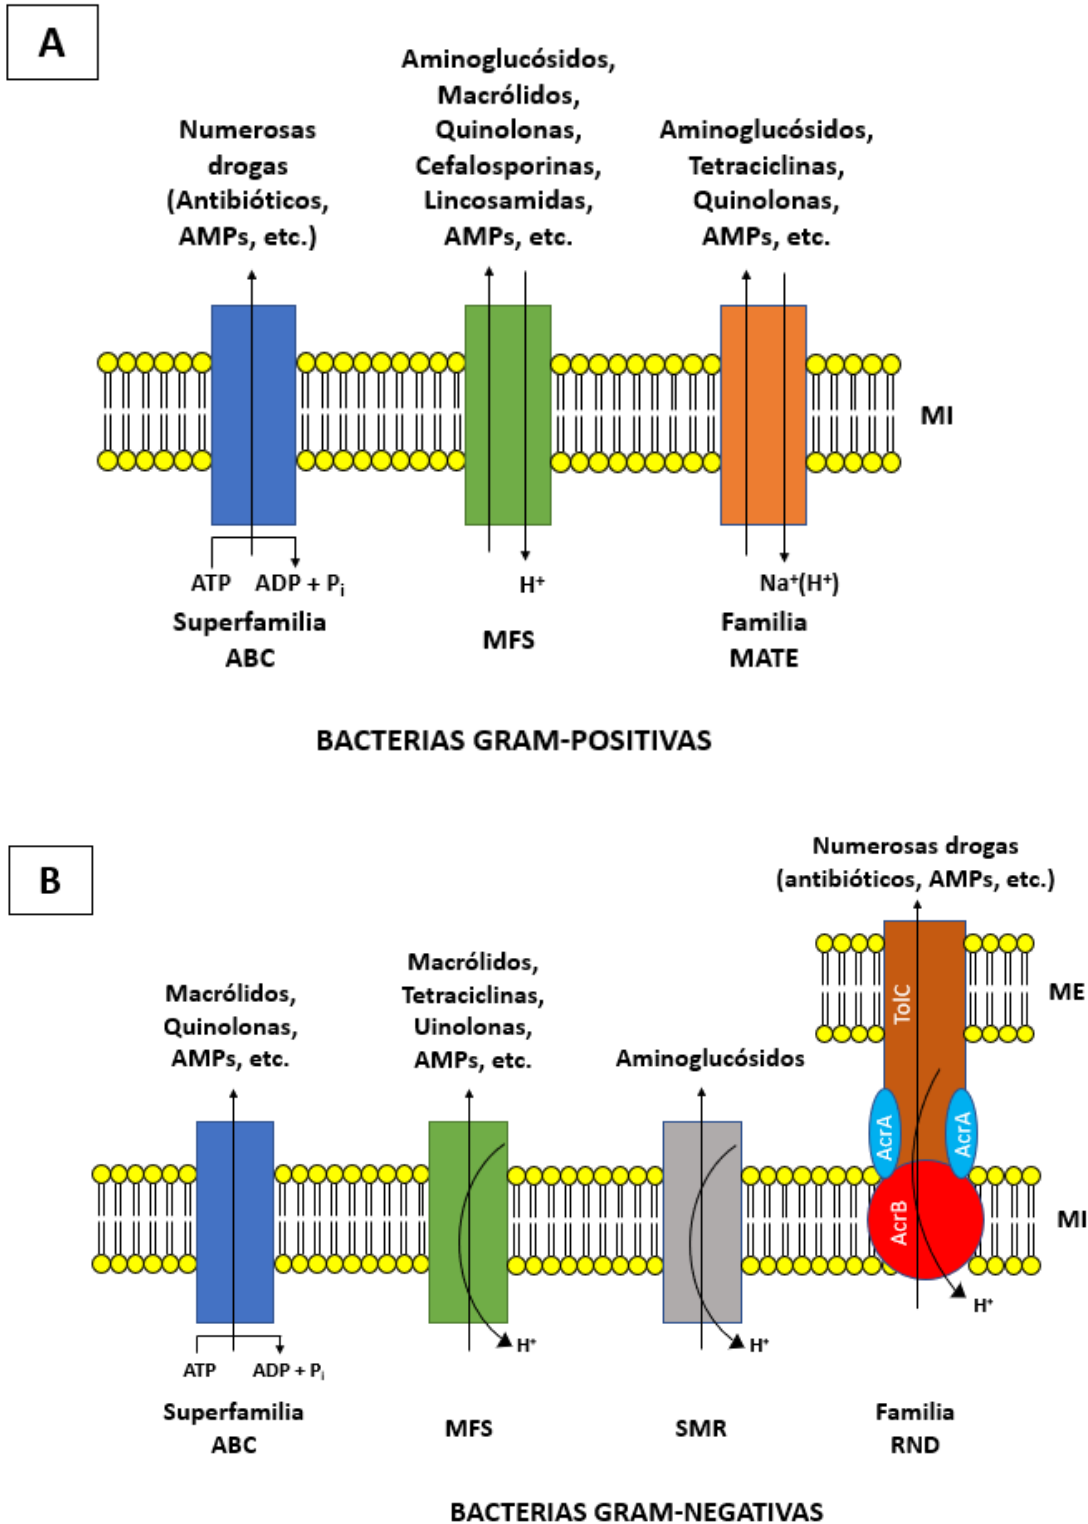 A
Numerosas
drogas
(Antibióticos,
AMPs, etc.)
Aminoglucósidos,
Macrólidos,
Quinolonas,
Cefalosporinas,
Lincosamidas,
AMPs, etc.
Aminoglucósidos,
Tetraciclinas,
Quinolonas,
AMPs, etc.
MI
ATP
ADP + Pi
H+
Na+(H+)
Superfamilia
ABC
MFS
Familia
MATE
BACTERIAS GRAM-POSITIVAS
B
Macrólidos,
Quinolonas,
AMPs, etc.
Macrólidos,
Tetraciclinas,
Uinolonas,
AMPs, etc.
Aminoglucósidos
Numerosas drogas
(antibióticos, AMPs, etc.)
TolC
ME
AcrA
AcrA
AcrB
MI
ATP
ADP + Pi
H+
H+
H+
Superfamilia
ABC
MFS
SMR
Familia
RND
BACTERIAS GRAM-NEGATIVAS